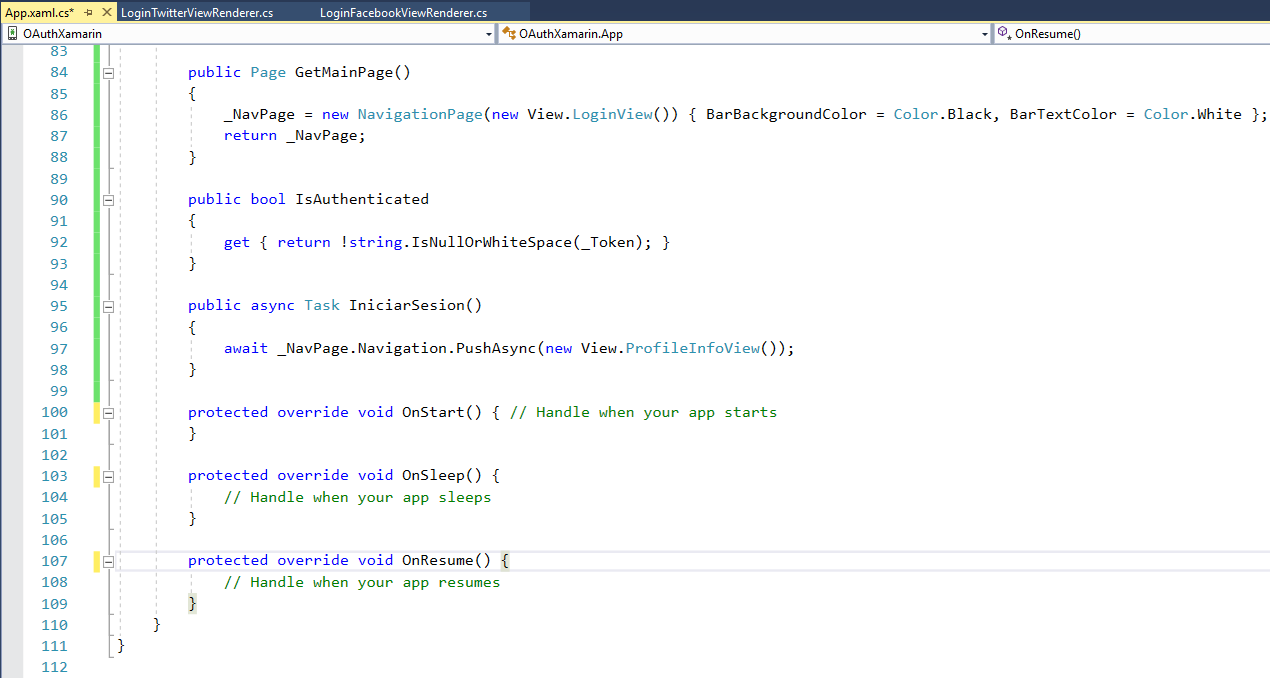 App.xaml.cs*
LoginTwitterViewRenderer.cs
LoginFacebookViewRenderer.cs
OAuthXamarin
OAuthXamarin.App
OnResume()
83
84 public Page GetMainPage()
85 {
86 _NavPage = new NavigationPage(new View.LoginView()) { BarBackgroundColor = Color.Black, BarTextColor = Color.White };
87 return _NavPage;
88 }
89
90 public bool IsAuthenticated
91 {
92 get { return !string.IsNullOrWhiteSpace(_Token); }
93 }
94
95 public async Task IniciarSesion()
96 {
97 await _NavPage.Navigation.PushAsync(new View.ProfileInfoView());
98 }
99
100 protected override void OnStart() { // Handle when your app starts
101 }
102
103 protected override void OnSleep() {
104 // Handle when your app sleeps
105 }
106
107 protected override void OnResume() {
108 // Handle when your app resumes
109 }
110 }
111 }
112